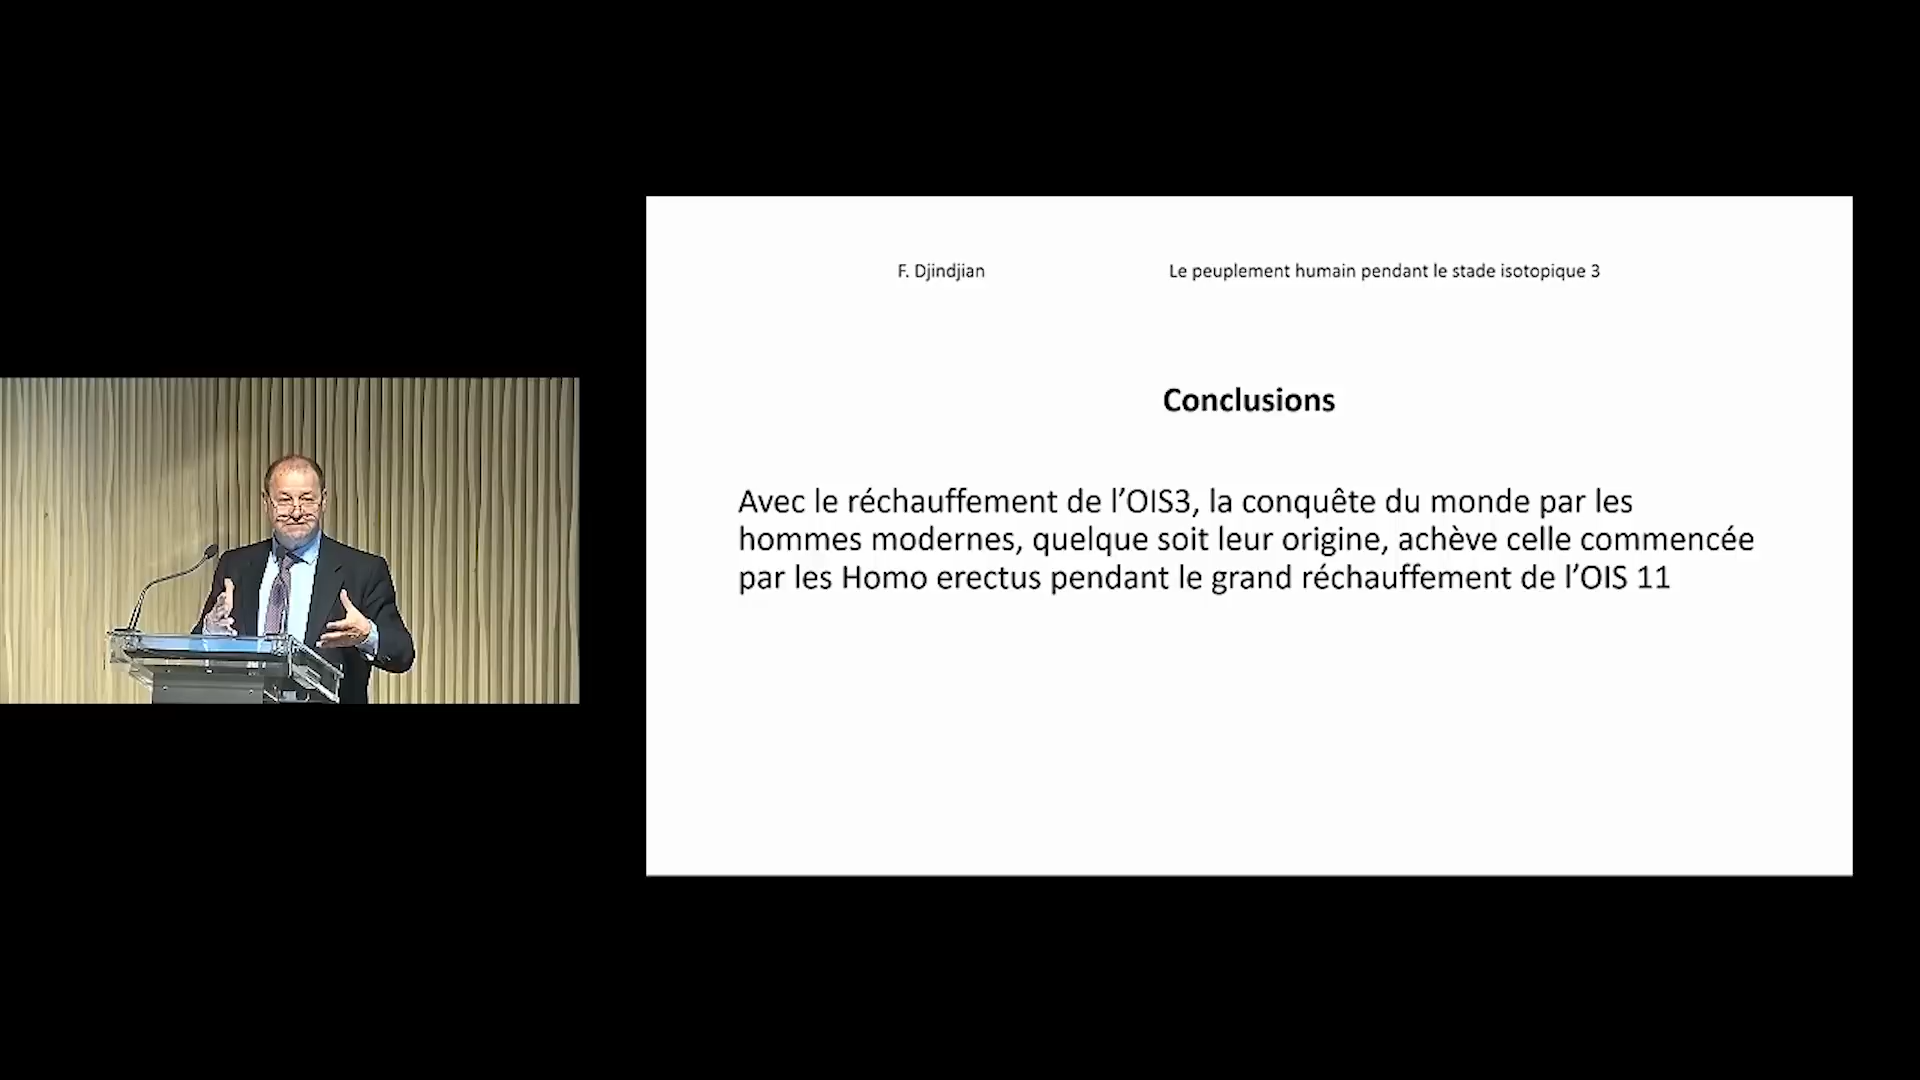 F. Djindjian
Le peuplement humain pendant le stade isotopique 3
Conclusions
Avec le réchauffement de l’OIS3, la conquête du monde par les
hommes modernes, quelque soit leur origine, achève celle commencée
par les Homo erectus pendant le grand réchauffement de l’OIS 11